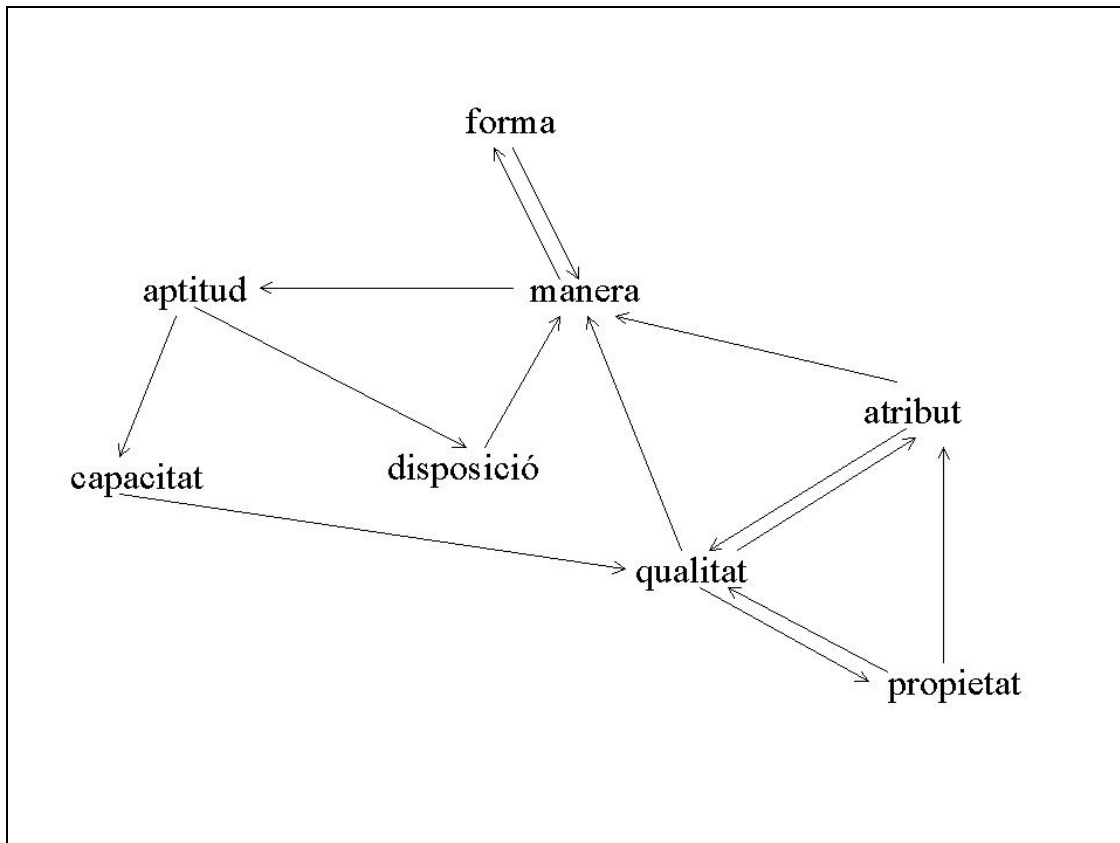 forma
aptitud
manera
atribut
capacitat
disposició
qualitat
propietat